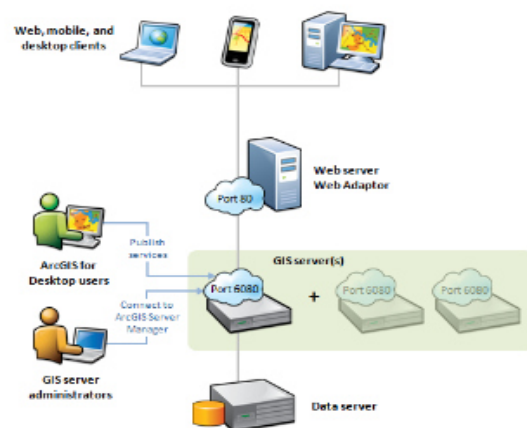 Web, mobile, and
desktop clients
Web server
Web Adaptor
Port 80
Publish
services
ArcGIS for
Desktop users
GIS server(s)
Port 6080
+
Port 6080
Port 6080
Connect to
ArcGIS Server
Manager
GIS server
administrators
Data server